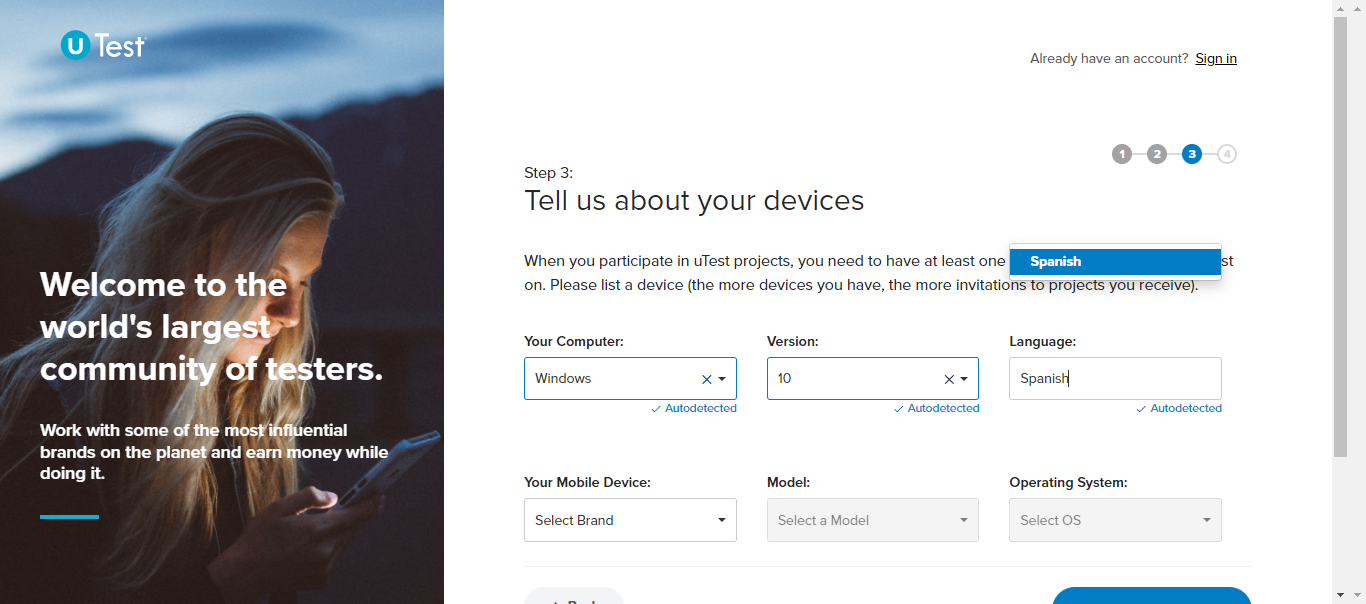 U Test
Already have an account? Sign in
1 2 3 4
Step 3:
Tell us about your devices
When you participate in uTest projects, you need to have at least one
Spanish
st
on. Please list a device (the more devices you have, the more invitations to projects you receive).
Welcome to the
world's largest
community of testers.
Work with some of the most influential
brands on the planet and earn money while
doing it.
Your Computer: Version: Language:
Windows 10 Spanish
Autodetected Autodetected Autodetected
Your Mobile Device: Model: Operating System:
Select Brand Select a Model Select OS